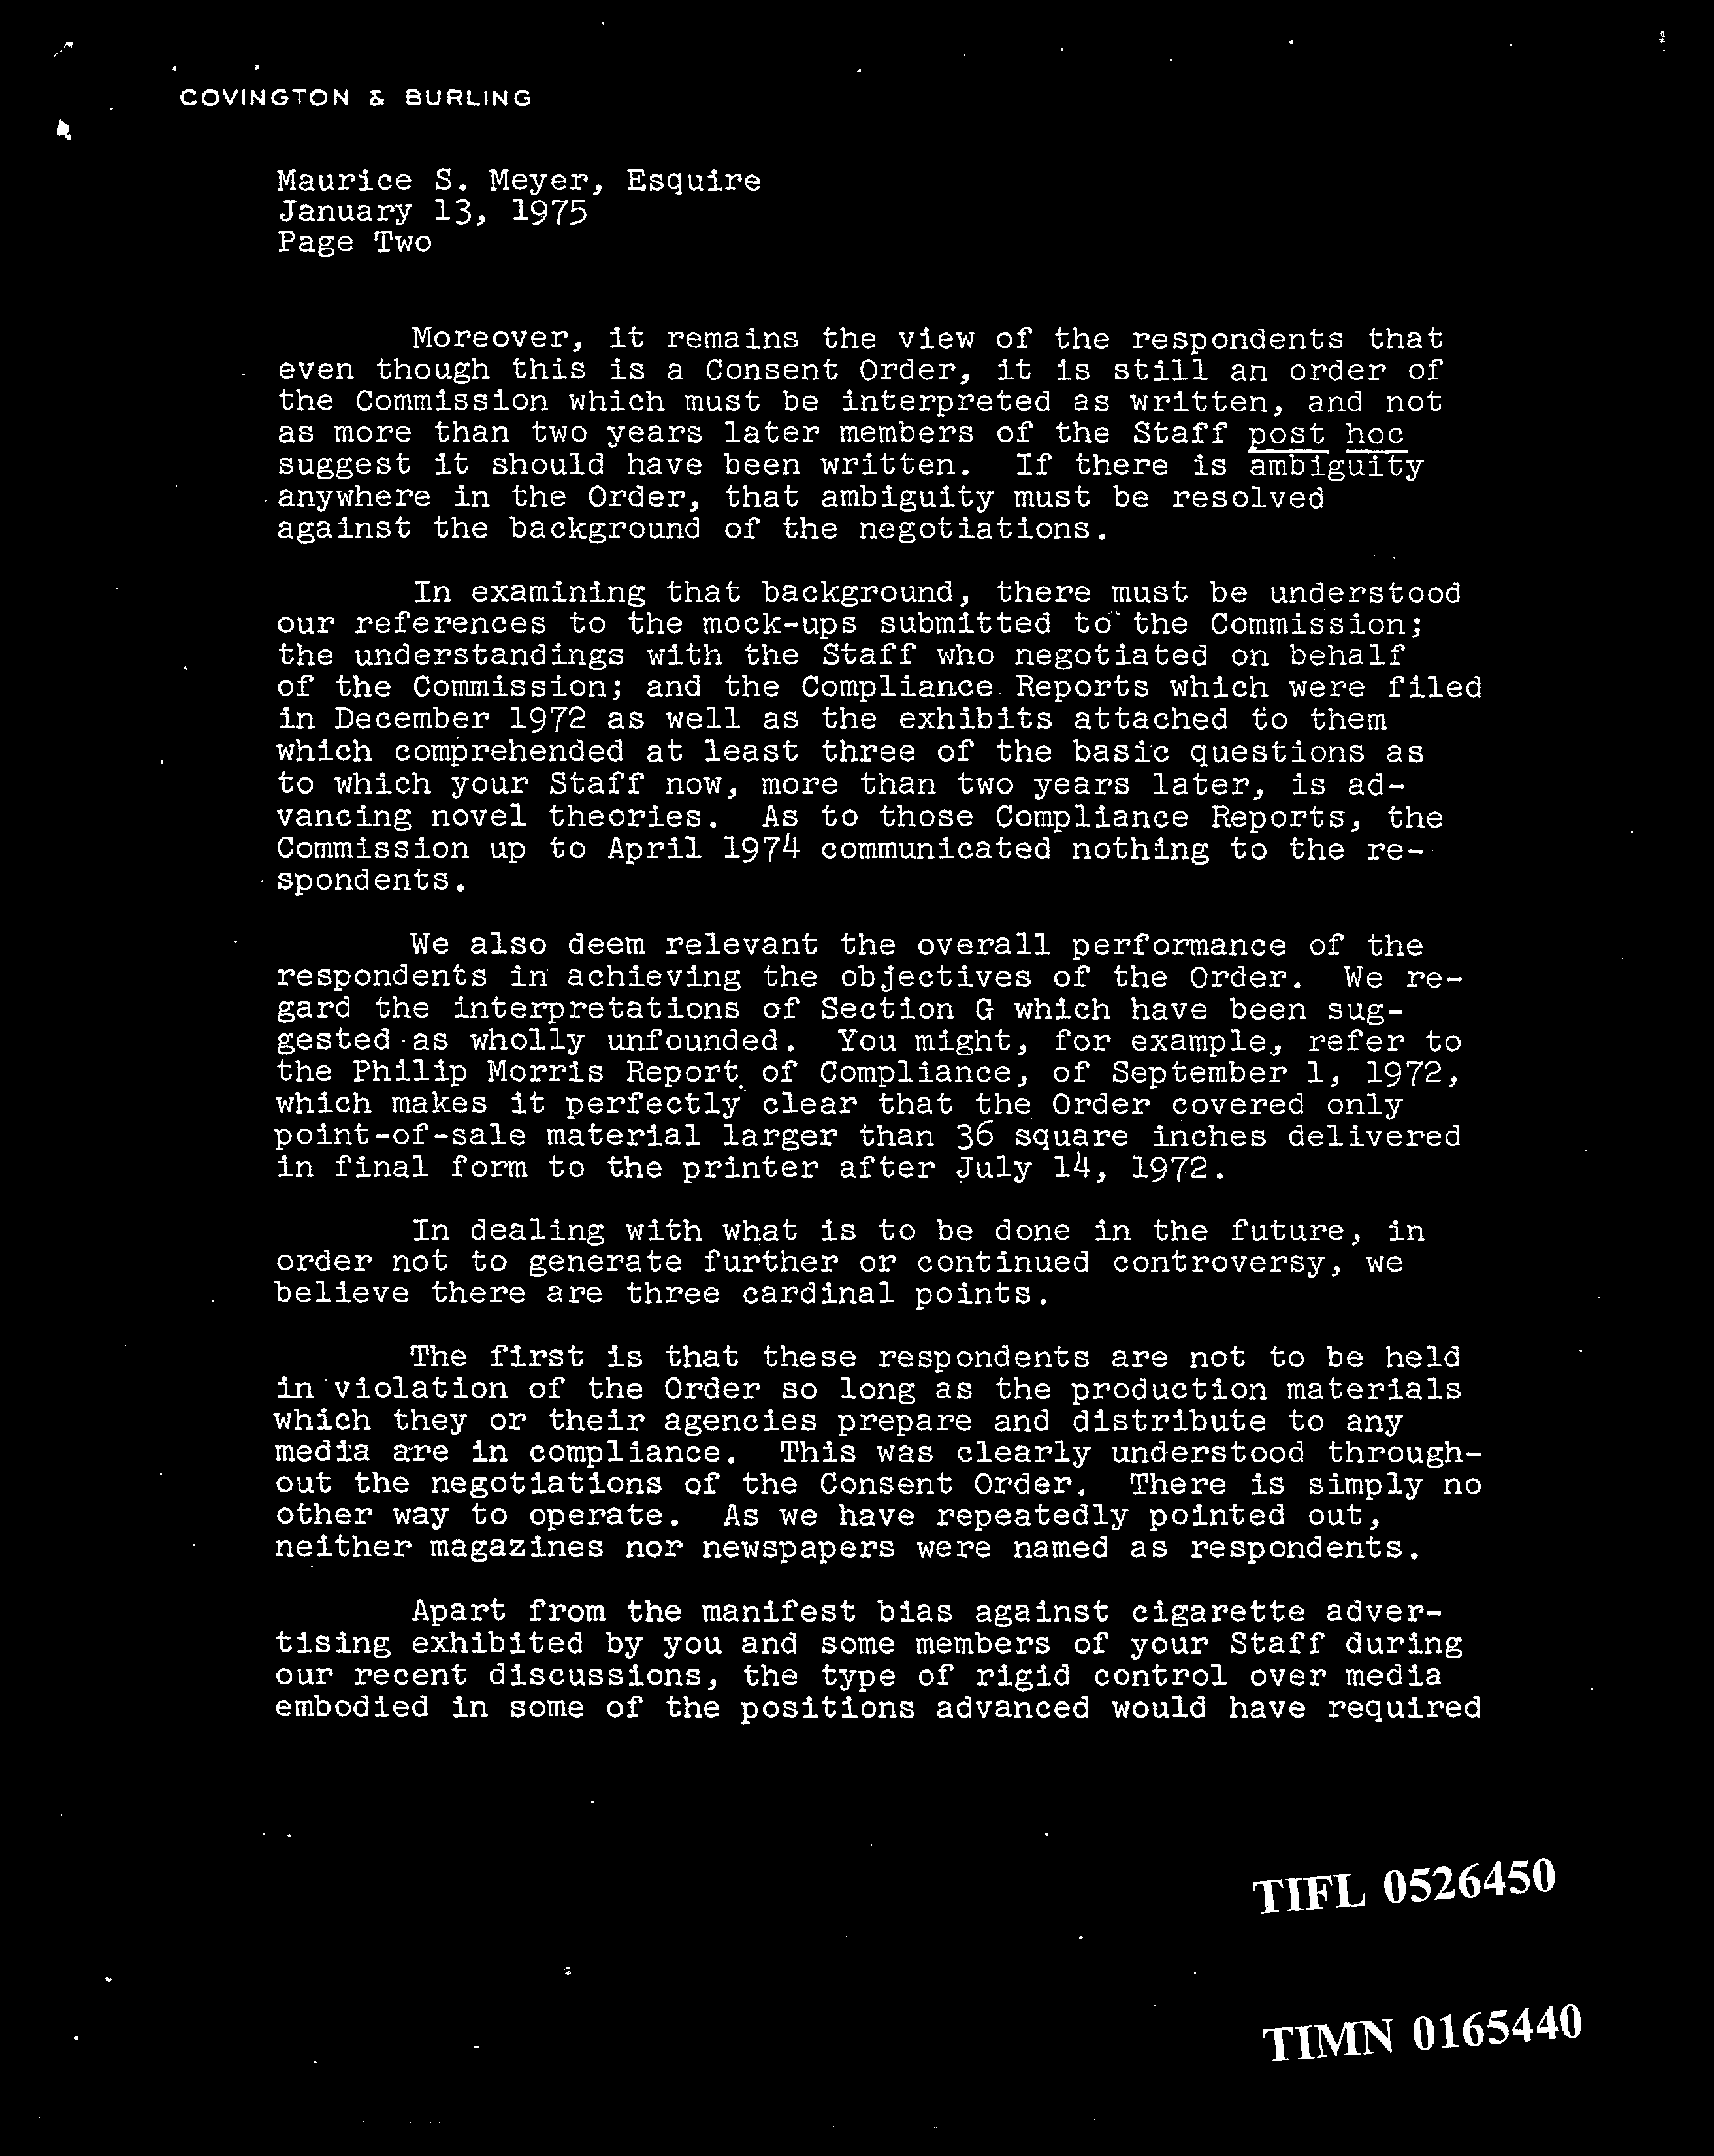 COVINGTON & BURLING
Maurice S. Meyer, Esquire
January 13, 1975
Page Two
Moreover, it remains the view of the respondents that
even though this is a Consent Order, it is still an order of
the Commission which must be interpreted as written, and not
as more than two years later members of the Staff post hoc
suggest it should have been written. If there is ambiguity
anywhere in the Order, that ambiguity must be resolved
against the background of the negotiations.
In examining that background, there must be understood
our references to the mock-ups submitted to the Commission;
the understandings with the Staff who negotiated on behalf
of the Commission; and the Compliance Reports which were filed
in December 1972 as well as the exhibits attached to them
which comprehended at least three of the basic questions as
to which your Staff now, more than two years later, is ad-
vancing novel theories. As to those Compliance Reports, the
Commission up to April 1974 communicated nothing to the re-
spondents.
We also deem relevant the overall performance of the
respondents in achieving the objectives of the Order. We re-
gard the interpretations of Section G which have been sug-
gested as wholly unfounded. You might, for example, refer to
the Philip Morris Report of Compliance, of September 1, 1972,
which makes it perfectly clear that the Order covered only
point-of-sale material larger than 36 square inches delivered
in final form to the printer after July 14, 1972.
In dealing with what is to be done in the future, in
order not to generate further or continued controversy, we
believe there are three cardinal points.
The first is that these respondents are not to be held
in violation of the Order so long as the production materials
which they or their agencies prepare and distribute to any
media are in compliance. This was clearly understood through-
out the negotiations of the Consent Order. There is simply no
other way to operate. As we have repeatedly pointed out,
neither magazines nor newspapers were named as respondents.
Apart from the manifest bias against cigarette adver-
tising exhibited by you and some members of your Staff during
our recent discussions, the type of rigid control over media
embodied in some of the positions advanced would have required
TIFL 0526450
TIMN 0165440